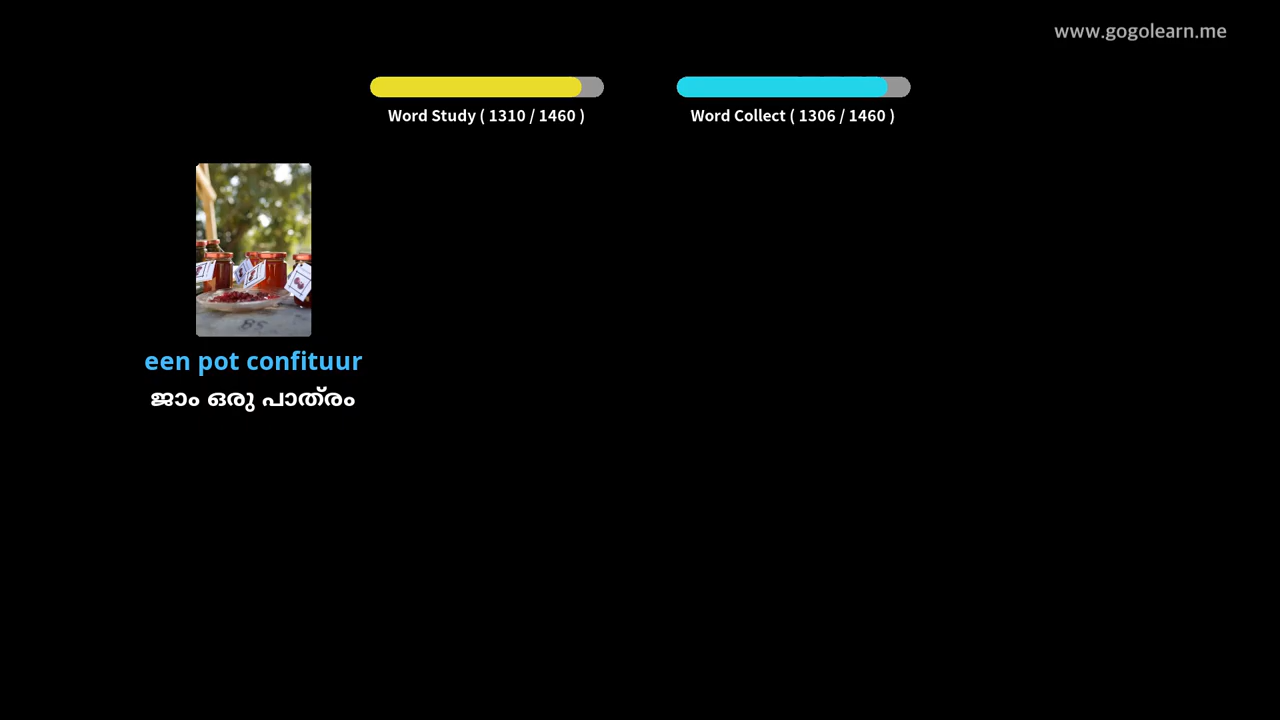 www.gogolearn.me
Word Study ( 1310 / 1460 )
Word Collect ( 1306 / 1460 )
een pot confituur
ജാം ഒരു പാത്രം